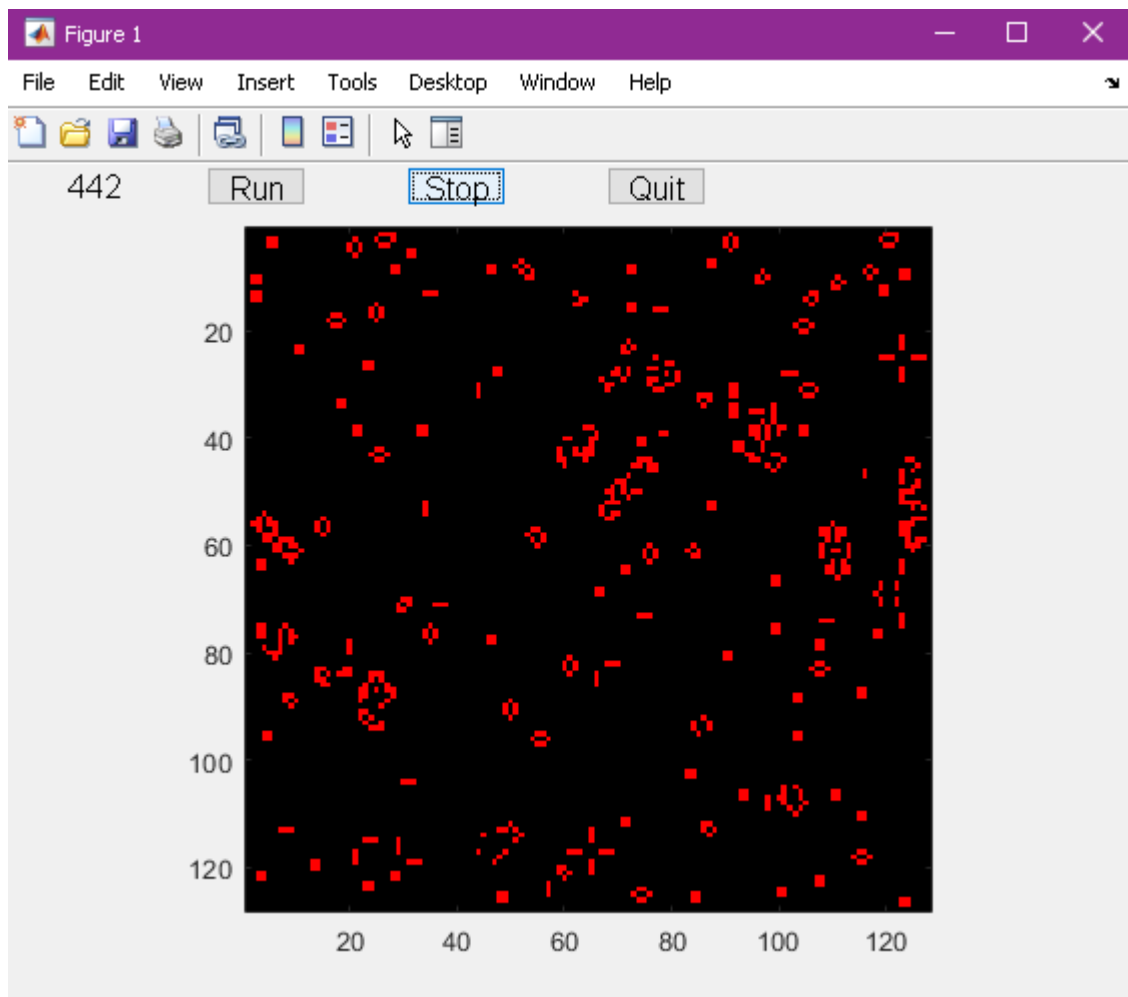 Figure 1
File Edit View Insert Tools Desktop Window Help
442 Run Stop Quit
20
40
60
80
100
120
20 40 60 80 100 120